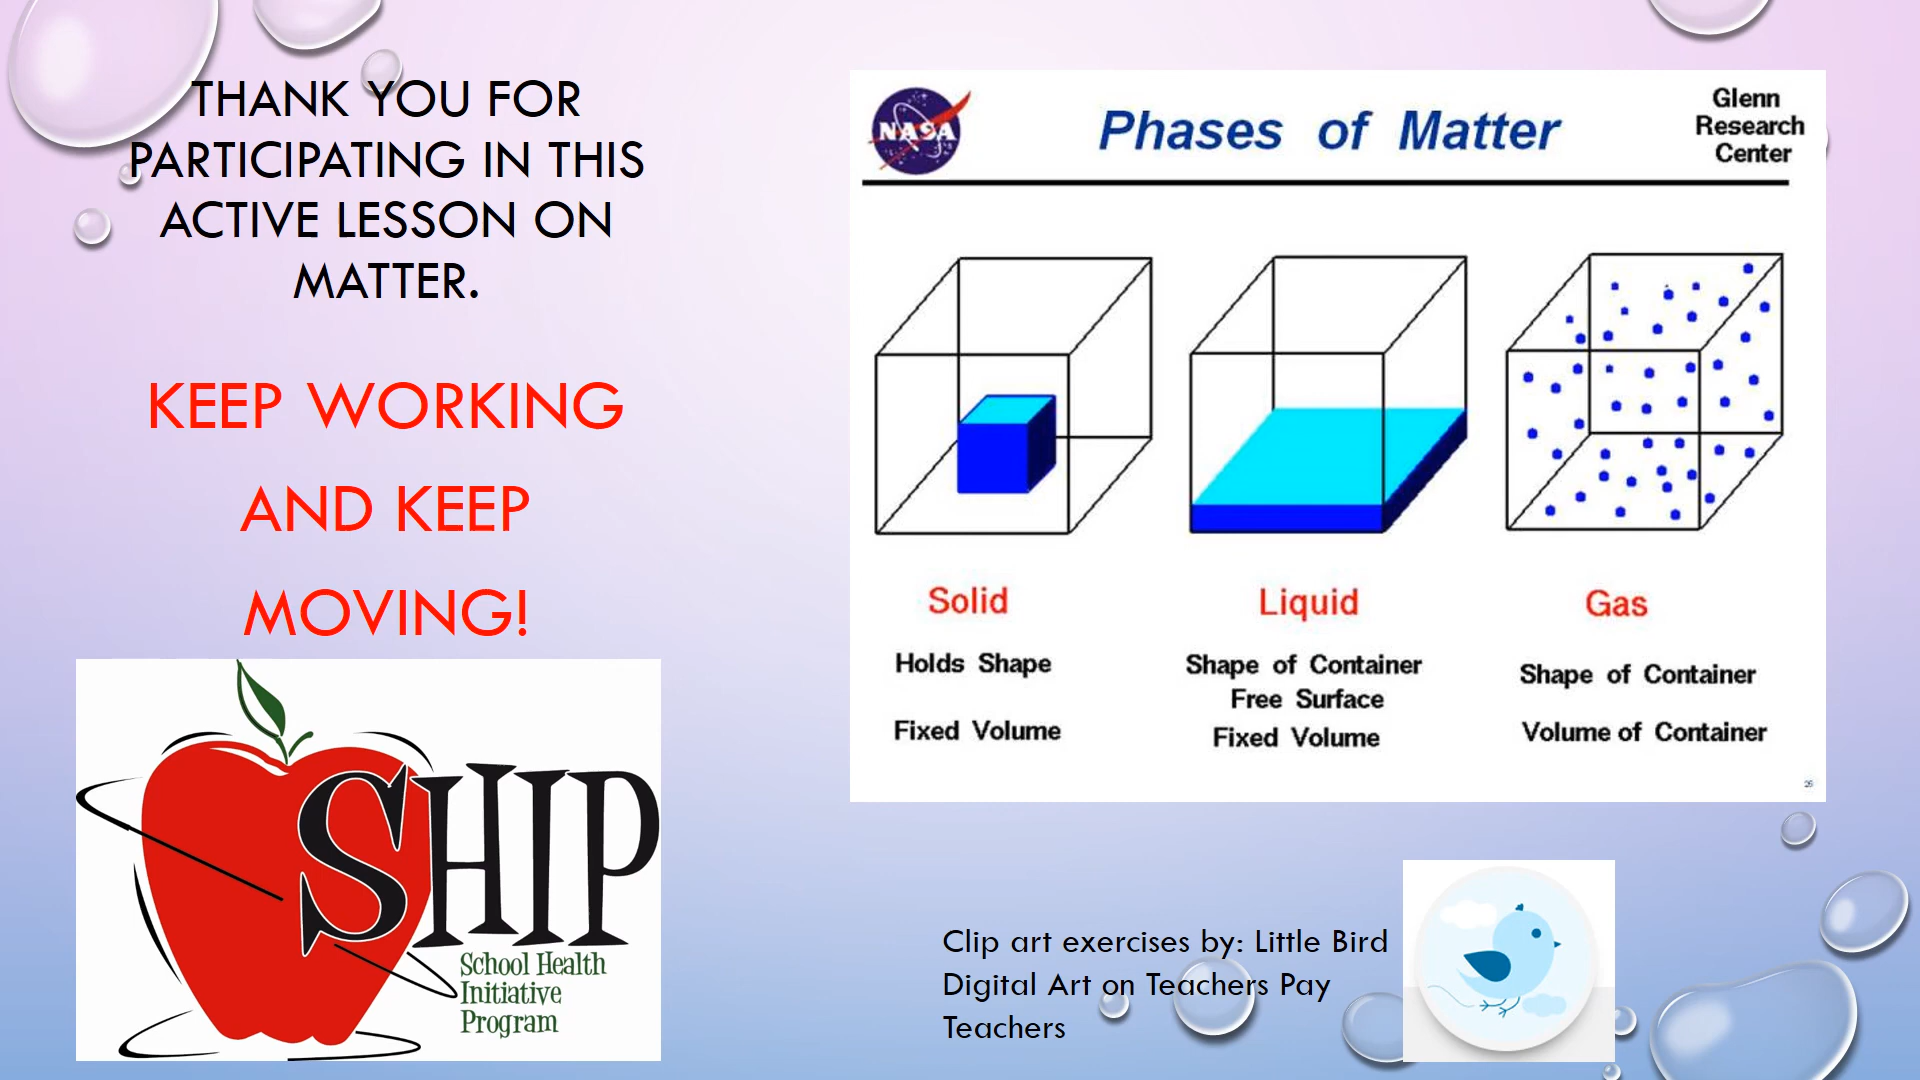 THANK YOU FOR
PARTICIPATING IN THIS
ACTIVE LESSON ON
MATTER.
KEEP WORKING
AND KEEP
MOVING!
SHIP
School Health
Initiative
Program
NASA
Phases of Matter
Glenn
Research
Center
Solid
Holds Shape
Fixed Volume
Liquid
Shape of Container
Free Surface
Fixed Volume
Gas
Shape of Container
Volume of Container
Clip art exercises by: Little Bird
Digital Art on Teachers Pay
Teachers